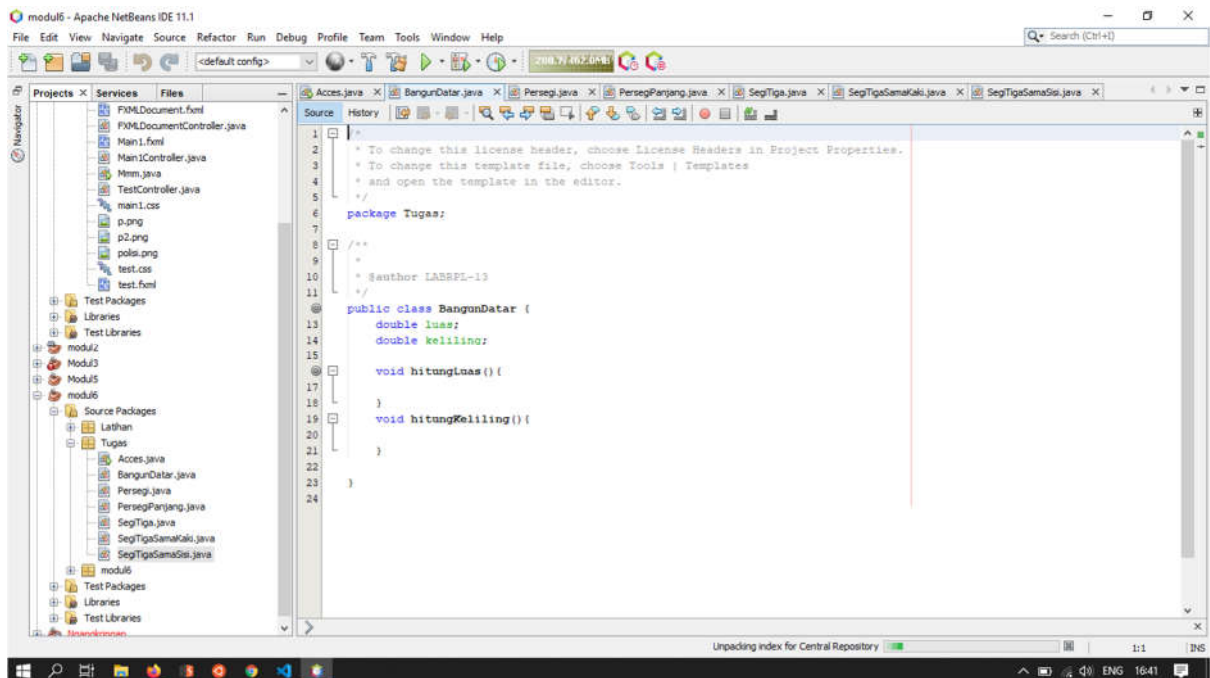 modul6 - Apache NetBeans IDE 11.1
File Edit View Navigate Source Refactor Run Debug Profile Team Tools Window Help
Search (Ctrl+I)
<default config>
Projects Services Files
Acces.java BangunDatar.java Persegi.java PersegiPanjang.java SegiTiga.java SegiTigaSamaKaki.java SegiTigaSamaSisi.java
Navigator
Source History
FXMLDocument.fxml
FXMLDocumentController.java
Main1.fxml
Main1Controller.java
Mmm.java
TestController.java
main1.css
p.png
p2.png
polisi.png
test.css
test.fxml
Test Packages
Libraries
Test Libraries
modul2
Modul3
Modul5
modul6
Source Packages
Latihan
Tugas
Acces.java
BangunDatar.java
Persegi.java
PersegiPanjang.java
SegiTiga.java
SegiTigaSamaKaki.java
SegiTigaSamaSisi.java
modul6
Test Packages
Libraries
Test Libraries
1 /*
2 * To change this license header, choose License Headers in Project Properties.
3 * To change this template file, choose Tools | Templates
4 * and open the template in the editor.
5 */
6 package Tugas;
7
8 /**
9 *
10 * @author LABRPL-13
11 */
public class BangunDatar {
13 double luas;
14 double keliling;
15
void hitungLuas(){
17
18 }
19 void hitungKeliling(){
20
21 }
22
23 }
24
Unpacking index for Central Repository
1:1 INS
ENG 16:41